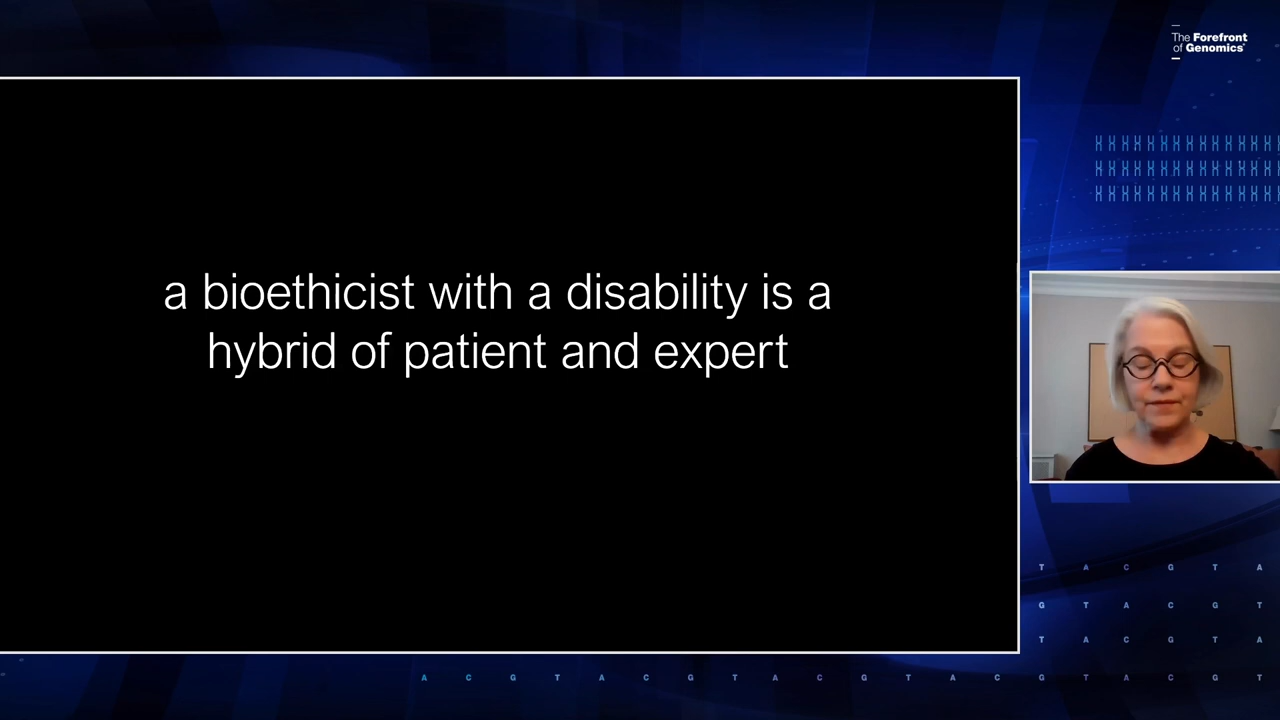 The Forefront
of Genomics®
a bioethicist with a disability is a
hybrid of patient and expert
T A C G T A
G T A C G T
T A C G T A
A C G T A C G T A C G T A C G T A C G T